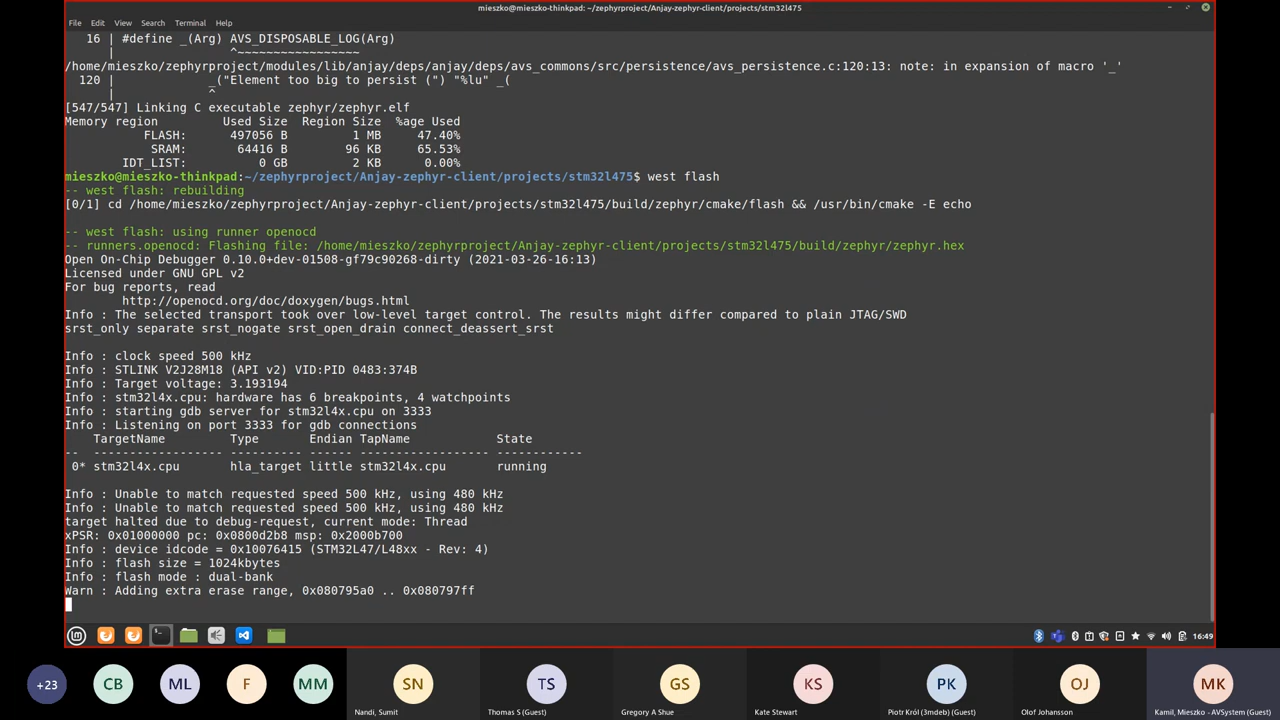 mieszko@mieszko-thinkpad: ~/zephyrproject/Anjay-zephyr-client/projects/stm32l475
File Edit View Search Terminal Help
16 | #define _(Arg) AVS_DISPOSABLE_LOG(Arg)
| ^~~~~~~~~~~~~~~~~~
/home/mieszko/zephyrproject/modules/lib/anjay/deps/anjay/deps/avs_commons/src/persistence/avs_persistence.c:120:13: note: in expansion of macro '_'
120 | _("Element too big to persist (") "%lu" _(
| ^
[547/547] Linking C executable zephyr/zephyr.elf
Memory region Used Size Region Size %age Used
FLASH: 497056 B 1 MB 47.40%
SRAM: 64416 B 96 KB 65.53%
IDT_LIST: 0 GB 2 KB 0.00%
mieszko@mieszko-thinkpad:~/zephyrproject/Anjay-zephyr-client/projects/stm32l475$ west flash
-- west flash: rebuilding
[0/1] cd /home/mieszko/zephyrproject/Anjay-zephyr-client/projects/stm32l475/build/zephyr/cmake/flash && /usr/bin/cmake -E echo
-- west flash: using runner openocd
-- runners.openocd: Flashing file: /home/mieszko/zephyrproject/Anjay-zephyr-client/projects/stm32l475/build/zephyr/zephyr.hex
Open On-Chip Debugger 0.10.0+dev-01508-gf79c90268-dirty (2021-03-26-16:13)
Licensed under GNU GPL v2
For bug reports, read
http://openocd.org/doc/doxygen/bugs.html
Info : The selected transport took over low-level target control. The results might differ compared to plain JTAG/SWD
srst_only separate srst_nogate srst_open_drain connect_deassert_srst
Info : clock speed 500 kHz
Info : STLINK V2J28M18 (API v2) VID:PID 0483:374B
Info : Target voltage: 3.193194
Info : stm32l4x.cpu: hardware has 6 breakpoints, 4 watchpoints
Info : starting gdb server for stm32l4x.cpu on 3333
Info : Listening on port 3333 for gdb connections
TargetName Type Endian TapName State
-- ------------------ ---------- ------ ------------------ ------------
0* stm32l4x.cpu hla_target little stm32l4x.cpu running
Info : Unable to match requested speed 500 kHz, using 480 kHz
Info : Unable to match requested speed 500 kHz, using 480 kHz
target halted due to debug-request, current mode: Thread
xPSR: 0x01000000 pc: 0x0800d2b8 msp: 0x2000b700
Info : device idcode = 0x10076415 (STM32L47/L48xx - Rev: 4)
Info : flash size = 1024kbytes
Info : flash mode : dual-bank
Warn : Adding extra erase range, 0x080795a0 .. 0x080797ff
16:49
+23 CB ML F MM SN TS GS KS PK OJ MK
Nandi, Sumit Thomas S (Guest) Gregory A Shue Kate Stewart Piotr Król (3mdeb) (Guest) Olof Johansson Kamil, Mieszko - AVSystem (Guest)